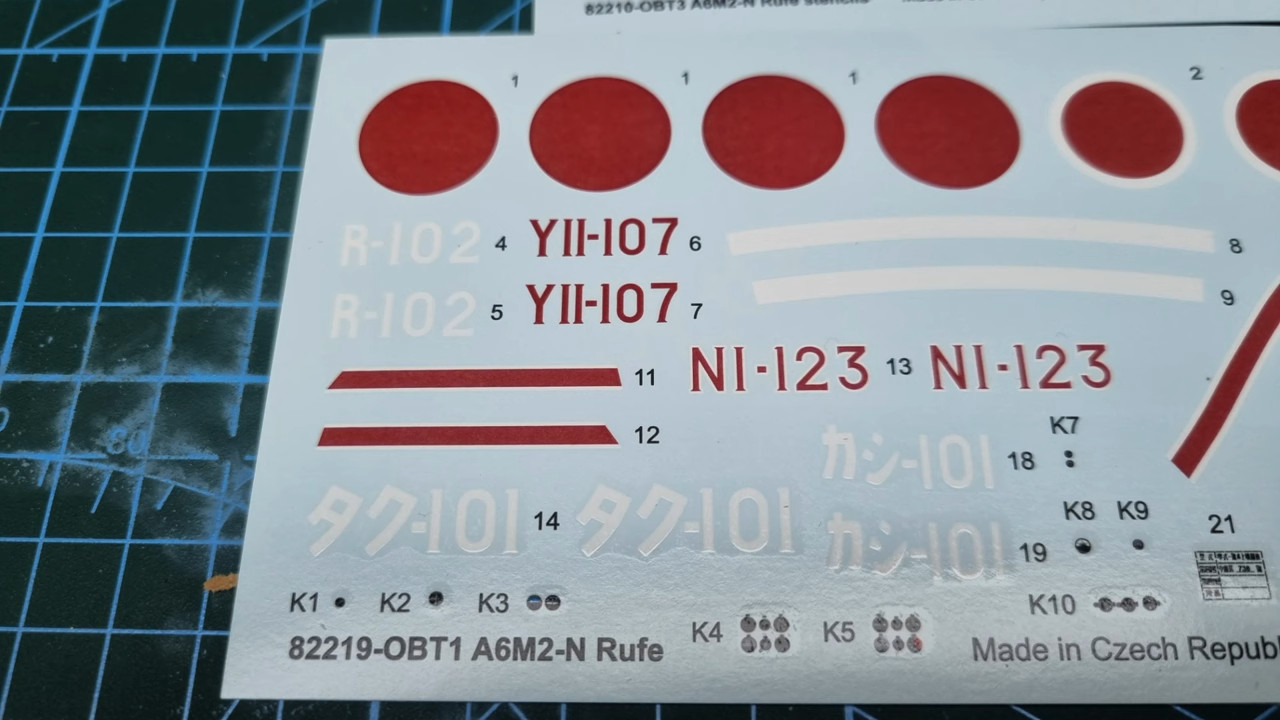 82210-OBT3 A6M2-N Rufe stencils
1 1 1 2
R-102 4 YII-107 6 8
R-102 5 YII-107 7 9
11 NI-123 13 NI-123
12
K7
カシ-101 18
タク-101 14 タク-101
K8 K9 21
カシ-101 19
K1 K2 K3 K4 K5 K10
82219-OBT1 A6M2-N Rufe Made in Czech Republ